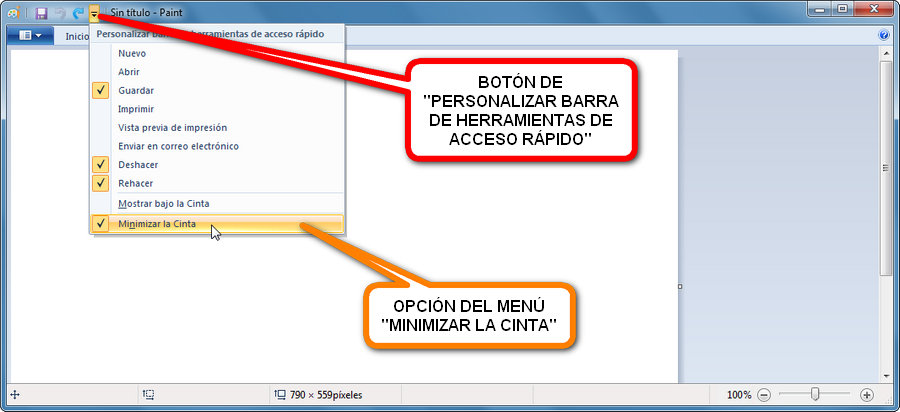 Sin título - Paint
Inicio
Personalizar barra herramientas de acceso rápido
Nuevo
Abrir
Guardar
Imprimir
Vista previa de impresión
Enviar en correo electrónico
Deshacer
Rehacer
Mostrar bajo la Cinta
Minimizar la Cinta
BOTÓN DE
"PERSONALIZAR BARRA
DE HERRAMIENTAS DE
ACCESO RÁPIDO"
OPCIÓN DEL MENÚ
"MINIMIZAR LA CINTA"
790 × 559píxeles
100%